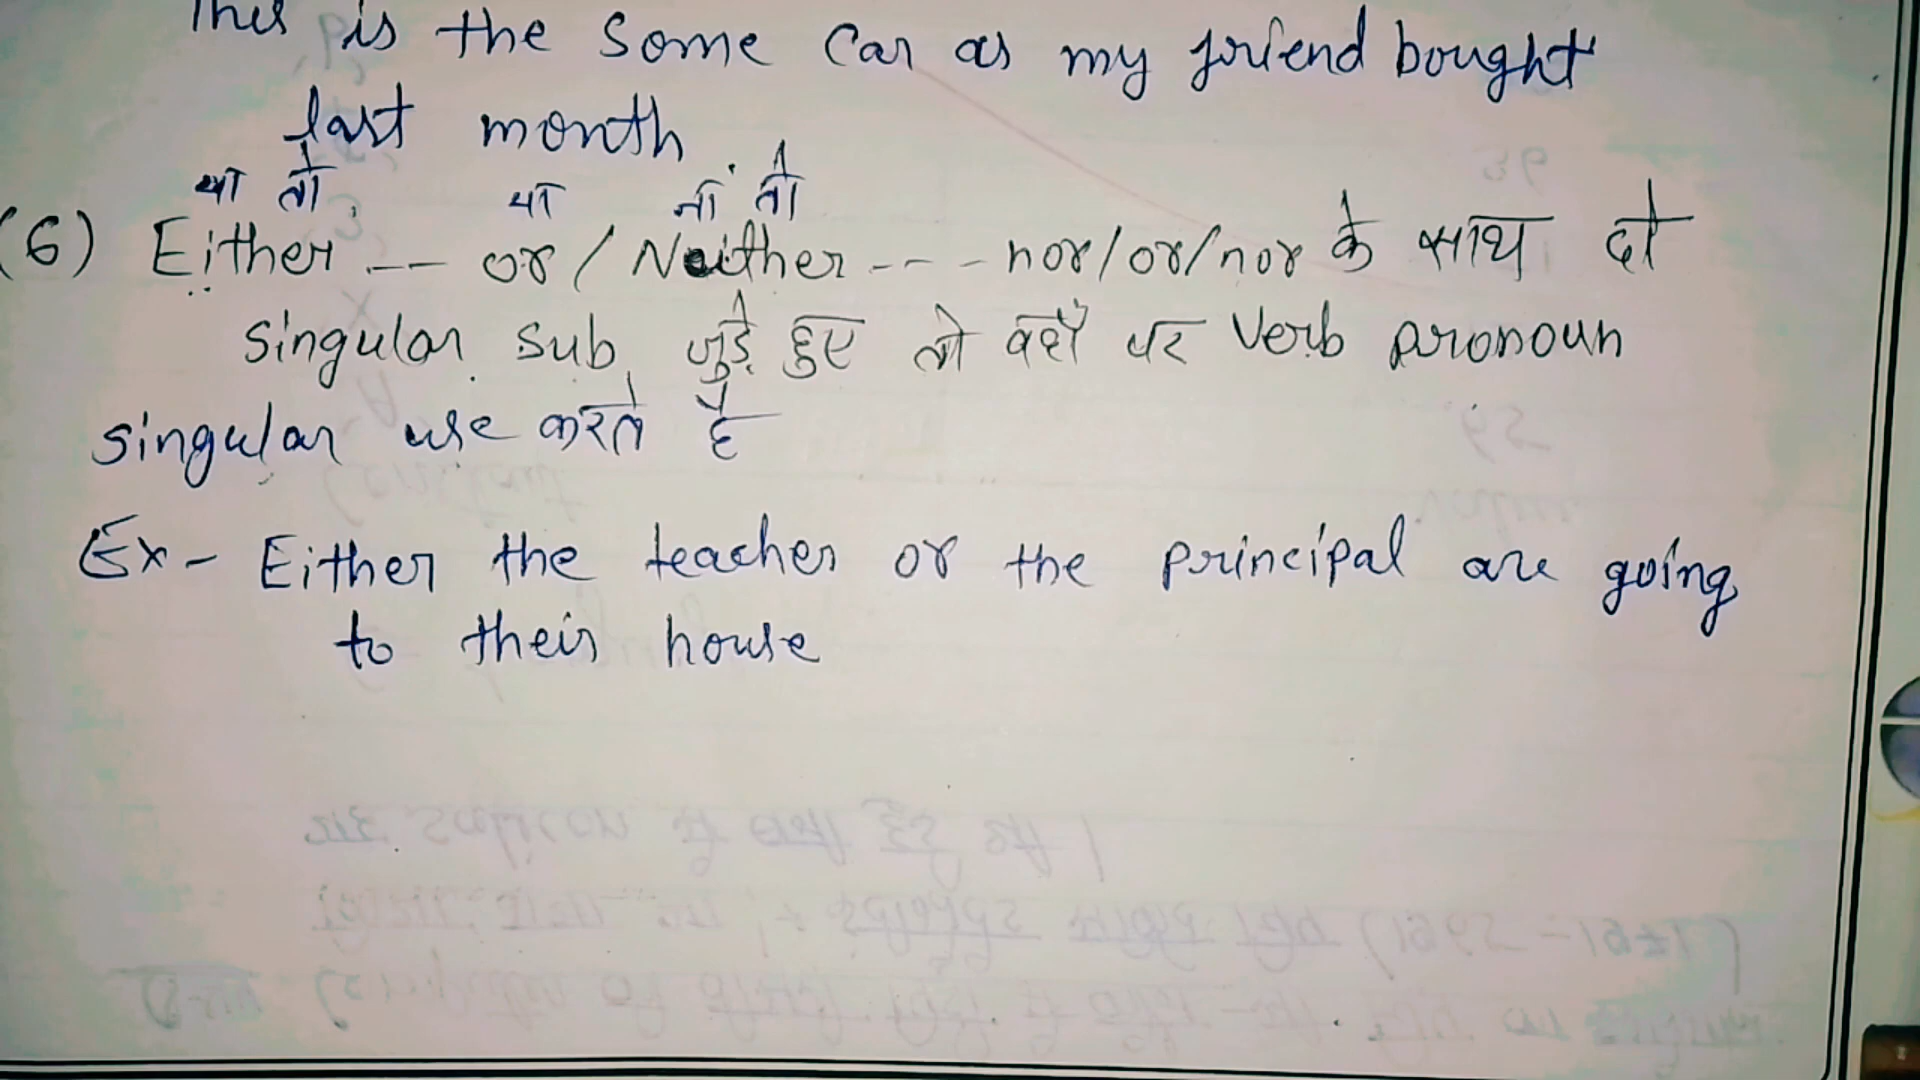 This is the some car as my friend bought
last month.
या तो या ना तो
(6) Either -- or / Neither --- nor/or/nor के साथ दो
singular sub जुड़े हुए तो वहाँ पर Verb pronoun
singular use करते है
Ex- Either the teacher or the principal are going
to their house